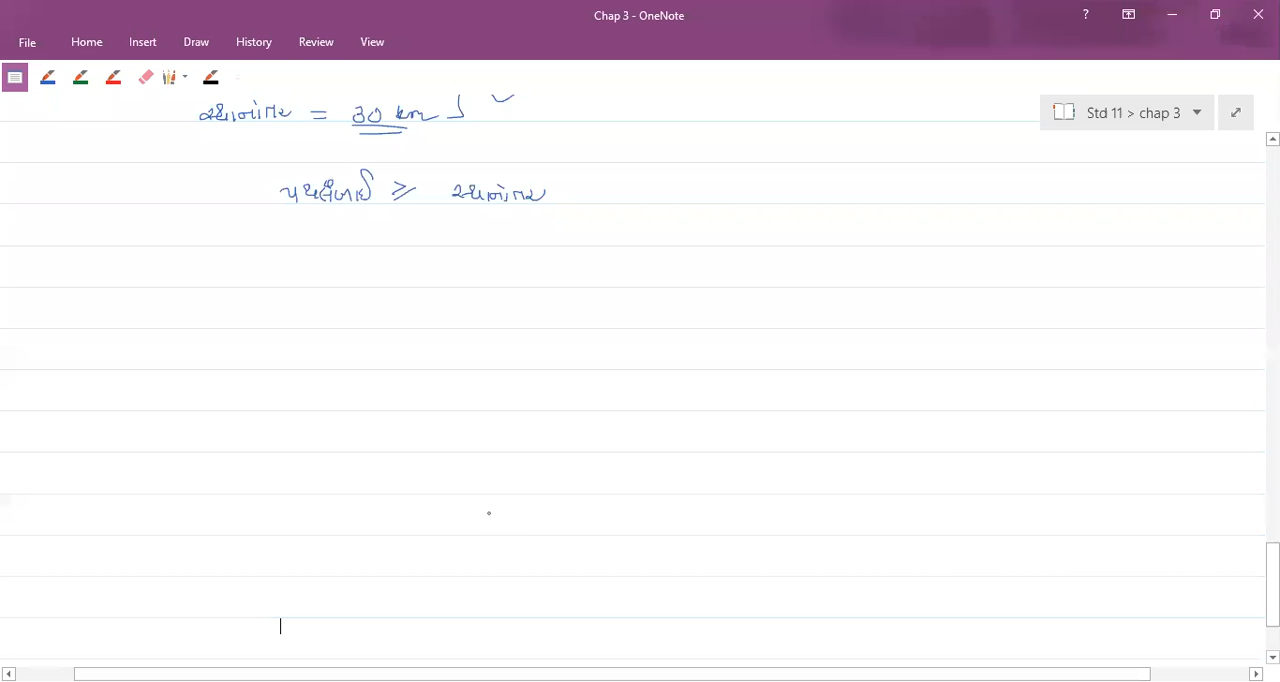 Chap 3 - OneNote
?
File Home Insert Draw History Review View
સ્થાનાંતર = 30 km
Std 11 > chap 3
પથલંબાઈ ≥ સ્થાનાંતર